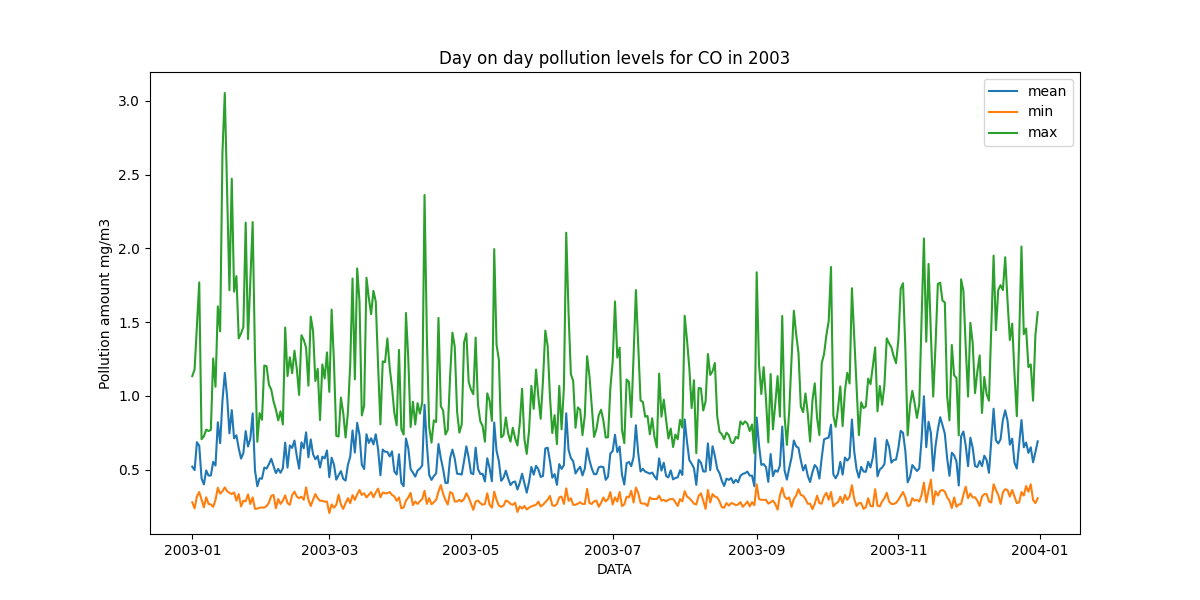 Day on day pollution levels for CO in 2003
mean
min
max
Pollution amount mg/m3
3.0
2.5
2.0
1.5
1.0
0.5
2003-01 2003-03 2003-05 2003-07 2003-09 2003-11 2004-01
DATA